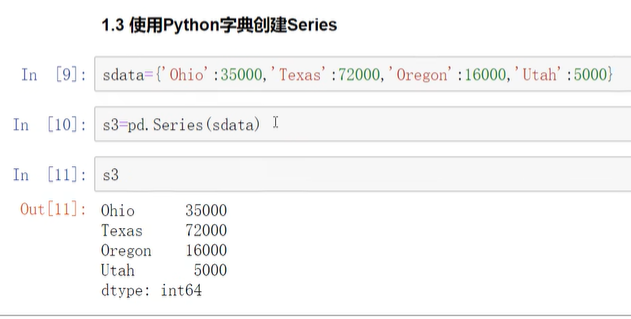 1.3 使用Python字典创建Series
In [9]: sdata={'Ohio':35000,'Texas':72000,'Oregon':16000,'Utah':5000}
In [10]: s3=pd.Series(sdata)
In [11]: s3
Out[11]: Ohio 35000
Texas 72000
Oregon 16000
Utah 5000
dtype: int64